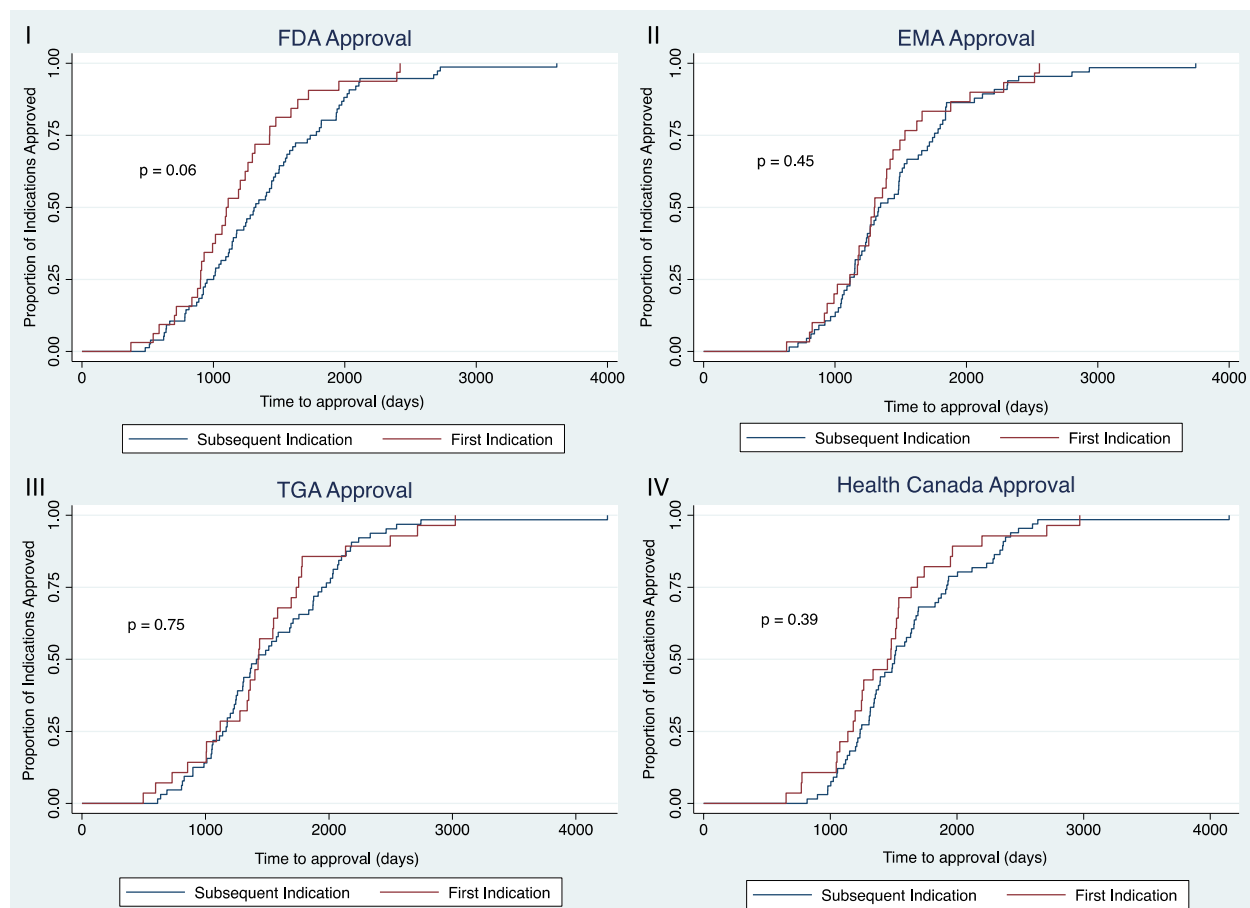 I
FDA Approval
Proportion of Indications Approved
1.00
0.75
0.50
0.25
0.00
p = 0.06
0 1000 2000 3000 4000
Time to approval (days)
Subsequent Indication First Indication
II
EMA Approval
Proportion of Indications Approved
1.00
0.75
0.50
0.25
0.00
p = 0.45
0 1000 2000 3000 4000
Time to approval (days)
Subsequent Indication First Indication
III
TGA Approval
Proportion of Indications Approved
1.00
0.75
0.50
0.25
0.00
p = 0.75
0 1000 2000 3000 4000
Time to approval (days)
Subsequent Indication First Indication
IV
Health Canada Approval
Proportion of Indications Approved
1.00
0.75
0.50
0.25
0.00
p = 0.39
0 1000 2000 3000 4000
Time to approval (days)
Subsequent Indication First Indication